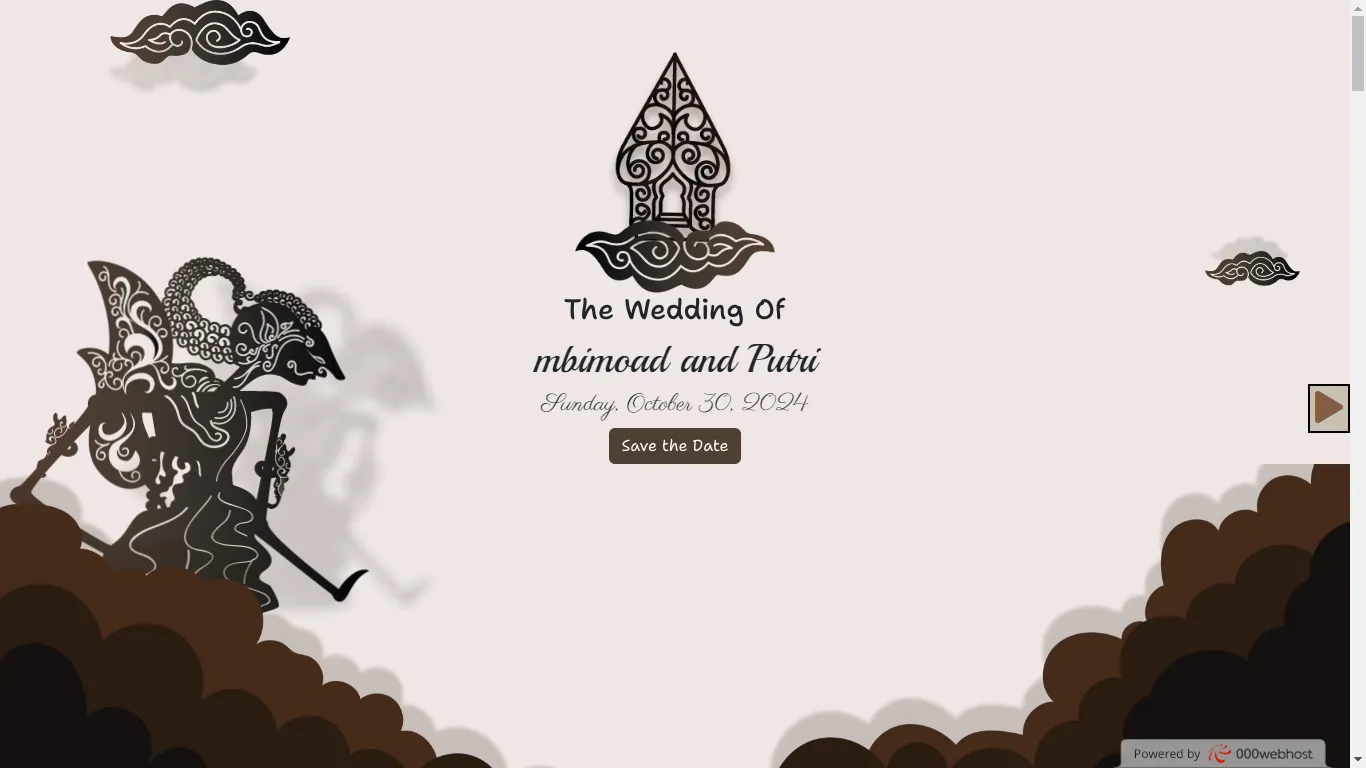 The Wedding Of
mbimoad and Putri
Sunday, October 30, 2024
Save the Date
Powered by 000webhost